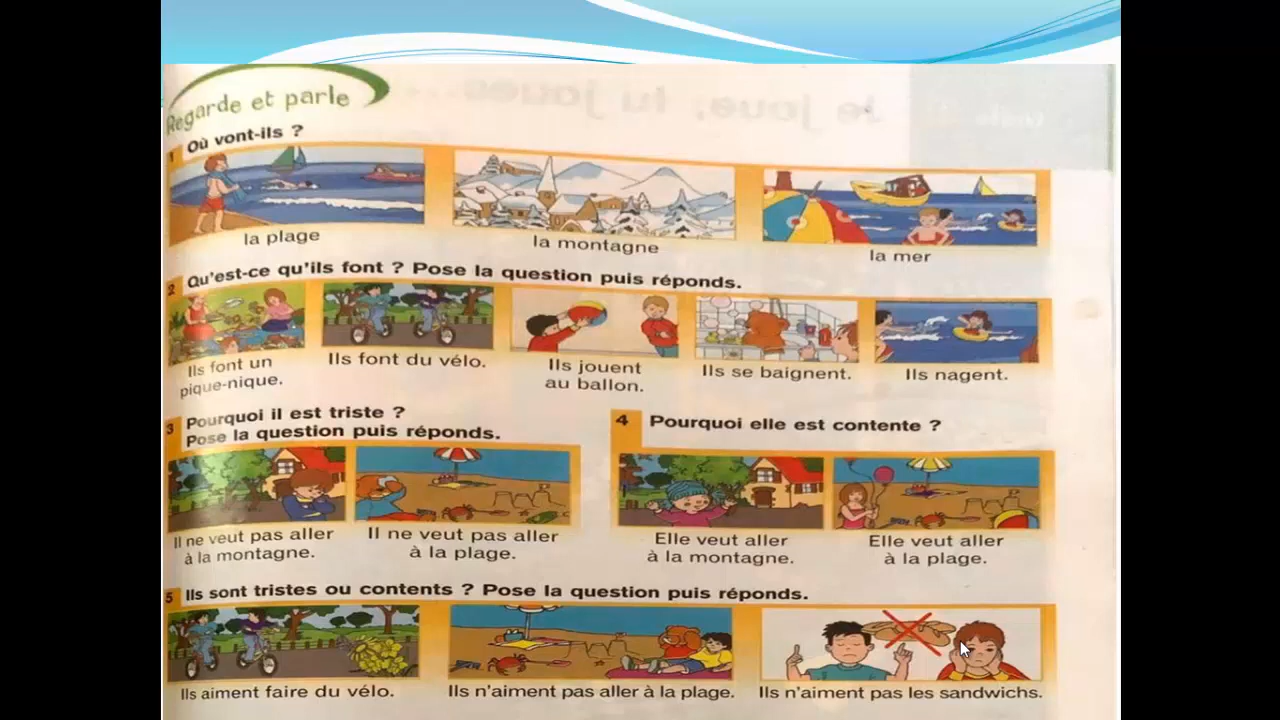 Regarde et parle
1 Où vont-ils ?
la plage
la montagne
la mer
2 Qu'est-ce qu'ils font ? Pose la question puis réponds.
Ils font un
pique-nique.
Ils font du vélo.
Ils jouent
au ballon.
Ils se baignent.
Ils nagent.
3 Pourquoi il est triste ?
Pose la question puis réponds.
Il ne veut pas aller
à la montagne.
Il ne veut pas aller
à la plage.
4 Pourquoi elle est contente ?
Elle veut aller
à la montagne.
Elle veut aller
à la plage.
5 Ils sont tristes ou contents ? Pose la question puis réponds.
Ils aiment faire du vélo.
Ils n'aiment pas aller à la plage.
Ils n'aiment pas les sandwichs.